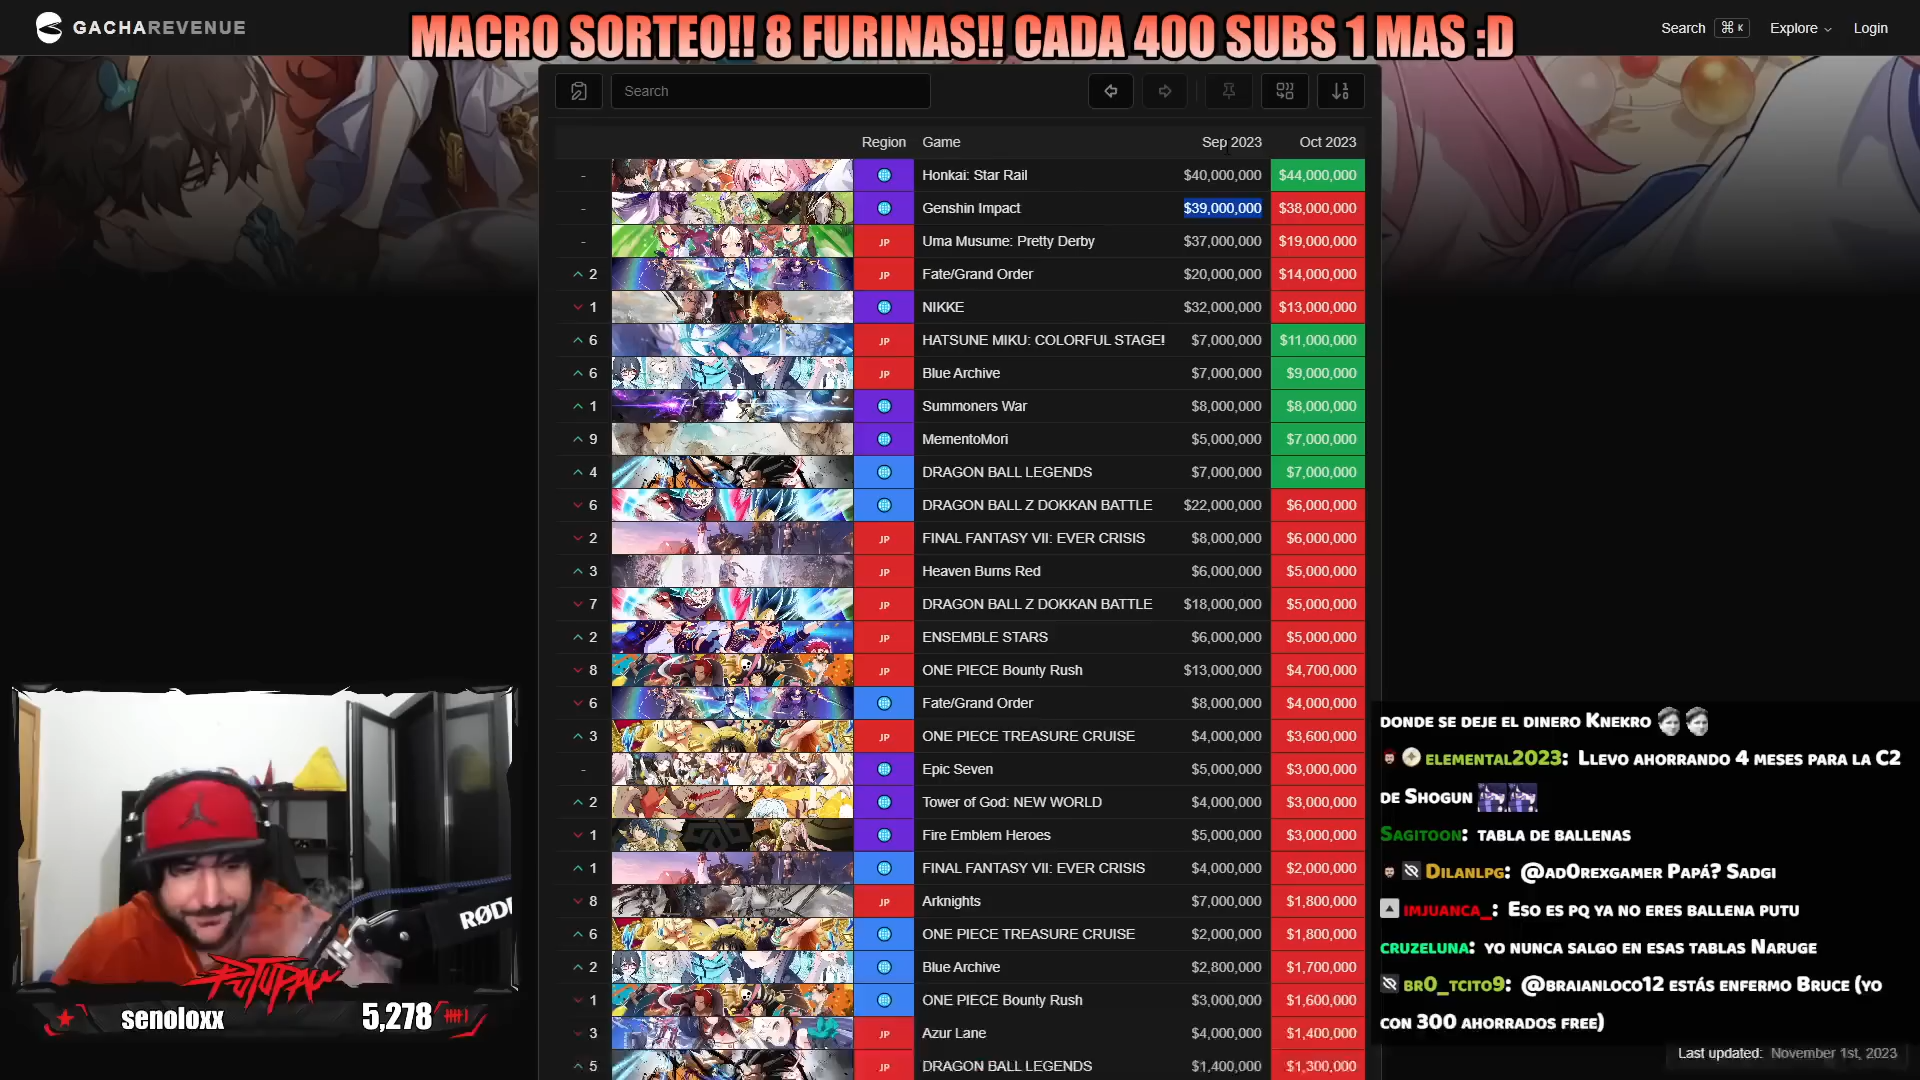 GACHAREVENUE
MACRO SORTEO!! 8 FURINAS!! CADA 400 SUBS 1 MAS :D
Search ⌘ K Explore Login
Search
Region Game Sep 2023 Oct 2023
- Honkai: Star Rail $40,000,000 $44,000,000
- Genshin Impact $39,000,000 $38,000,000
- JP Uma Musume: Pretty Derby $37,000,000 $19,000,000
2 JP Fate/Grand Order $20,000,000 $14,000,000
1 NIKKE $32,000,000 $13,000,000
6 JP HATSUNE MIKU: COLORFUL STAGE! $7,000,000 $11,000,000
6 JP Blue Archive $7,000,000 $9,000,000
1 Summoners War $8,000,000 $8,000,000
9 MementoMori $5,000,000 $7,000,000
4 DRAGON BALL LEGENDS $7,000,000 $7,000,000
6 DRAGON BALL Z DOKKAN BATTLE $22,000,000 $6,000,000
2 JP FINAL FANTASY VII: EVER CRISIS $8,000,000 $6,000,000
3 JP Heaven Burns Red $6,000,000 $5,000,000
7 JP DRAGON BALL Z DOKKAN BATTLE $18,000,000 $5,000,000
2 JP ENSEMBLE STARS $6,000,000 $5,000,000
8 JP ONE PIECE Bounty Rush $13,000,000 $4,700,000
6 Fate/Grand Order $8,000,000 $4,000,000
3 JP ONE PIECE TREASURE CRUISE $4,000,000 $3,600,000
- Epic Seven $5,000,000 $3,000,000
2 Tower of God: NEW WORLD $4,000,000 $3,000,000
1 Fire Emblem Heroes $5,000,000 $3,000,000
1 FINAL FANTASY VII: EVER CRISIS $4,000,000 $2,000,000
8 JP Arknights $7,000,000 $1,800,000
6 ONE PIECE TREASURE CRUISE $2,000,000 $1,800,000
2 Blue Archive $2,800,000 $1,700,000
1 ONE PIECE Bounty Rush $3,000,000 $1,600,000
3 JP Azur Lane $4,000,000 $1,400,000
5 JP DRAGON BALL LEGENDS $1,400,000 $1,300,000
RØDE
PUTUPAU
senoloxx 5,278
DONDE SE DEJE EL DINERO KNEKRO
ELEMENTAL2023: LLEVO AHORRANDO 4 MESES PARA LA C2
DE SHOGUN
SAGITOON: TABLA DE BALLENAS
DILANLPG: @AD0REXGAMER PAPÁ? SADGI
IMJUANCA_: ESO ES PQ YA NO ERES BALLENA PUTU
CRUZELUNA: YO NUNCA SALGO EN ESAS TABLAS NARUGE
BR0_TCITO9: @BRAIANLOCO12 ESTÁS ENFERMO BRUCE (YO
CON 300 AHORRADOS FREE)
Last updated: November 1st, 2023